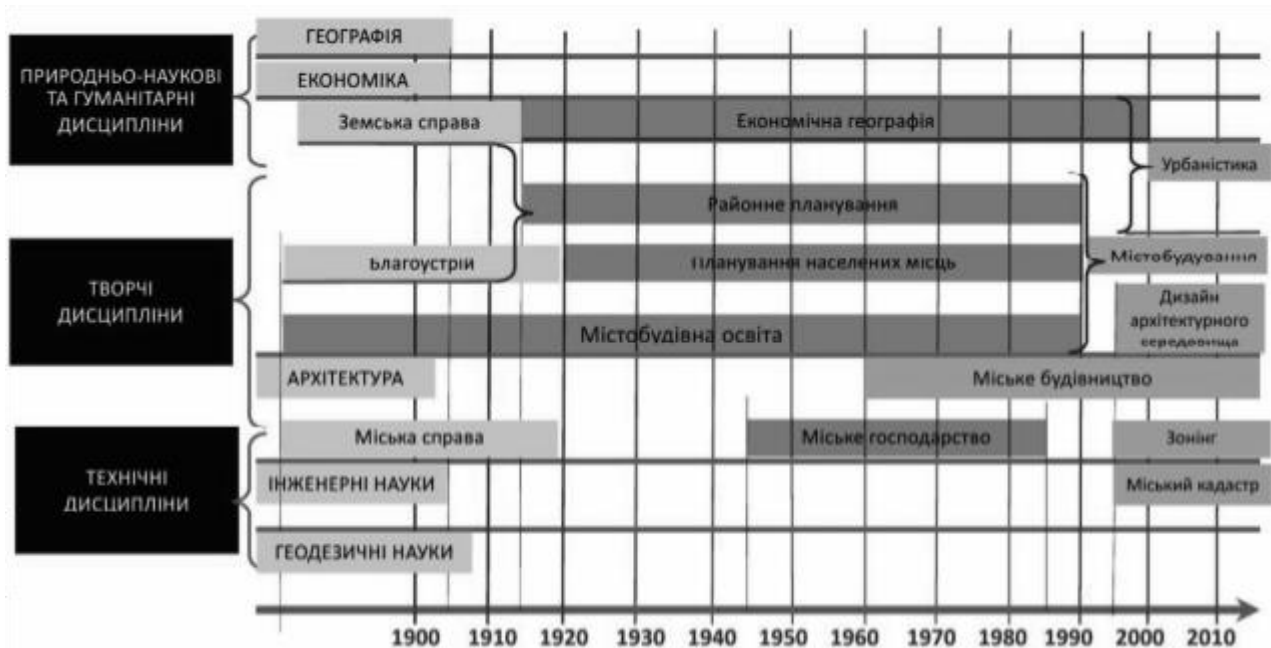 ГЕОГРАФІЯ
ПРИРОДНЬО-НАУКОВІ
ТА ГУМАНІТАРНІ
ДИСЦИПЛІНИ
ЕКОНОМІКА
Земська справа
Економічна географія
Урбаністика
Районне планування
ТВОРЧІ
ДИСЦИПЛІНИ
Благоустрій
Планування населених місць
Містобудування
Дизайн
архітектурного
середовища
Містобудівна освіта
АРХІТЕКТУРА
Міське будівництво
ТЕХНІЧНІ
ДИСЦИПЛІНИ
Міська справа
Міське господарство
Зонінг
ІНЖЕНЕРНІ НАУКИ
Міський кадастр
ГЕОДЕЗИЧНІ НАУКИ
1900 1910 1920 1930 1940 1950 1960 1970 1980 1990 2000 2010